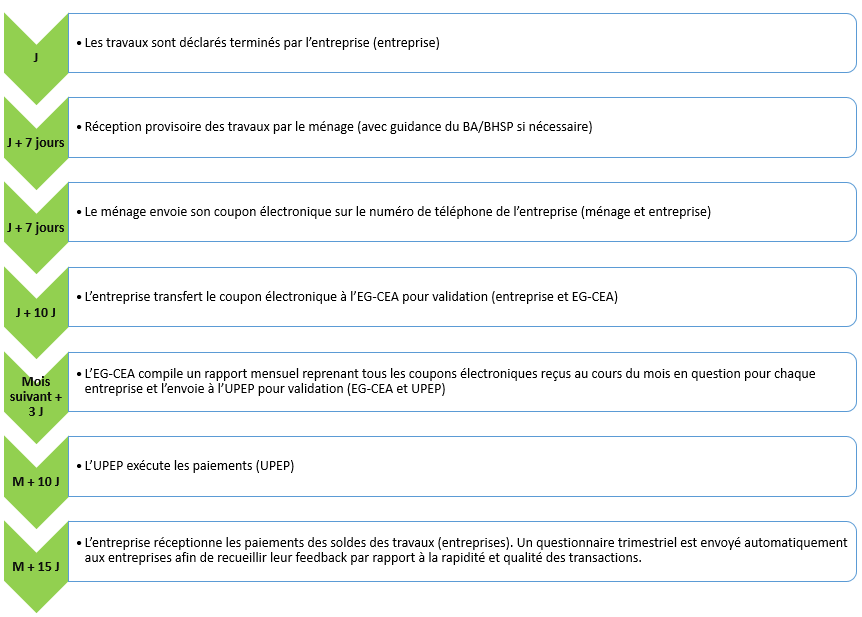 J
• Les travaux sont déclarés terminés par l’entreprise (entreprise)
J + 7 jours
• Réception provisoire des travaux par le ménage (avec guidance du BA/BHSP si nécessaire)
J + 7 jours
• Le ménage envoie son coupon électronique sur le numéro de téléphone de l’entreprise (ménage et entreprise)
J + 10 J
• L’entreprise transfert le coupon électronique à l’EG-CEA pour validation (entreprise et EG-CEA)
Mois
suivant +
3 J
• L’EG-CEA compile un rapport mensuel reprenant tous les coupons électroniques reçus au cours du mois en question pour chaque
entreprise et l’envoie à l’UPEP pour validation (EG-CEA et UPEP)
M + 10 J
• L’UPEP exécute les paiements (UPEP)
M + 15 J
• L’entreprise réceptionne les paiements des soldes des travaux (entreprises). Un questionnaire trimestriel est envoyé automatiquement
aux entreprises afin de recueillir leur feedback par rapport à la rapidité et qualité des transactions.